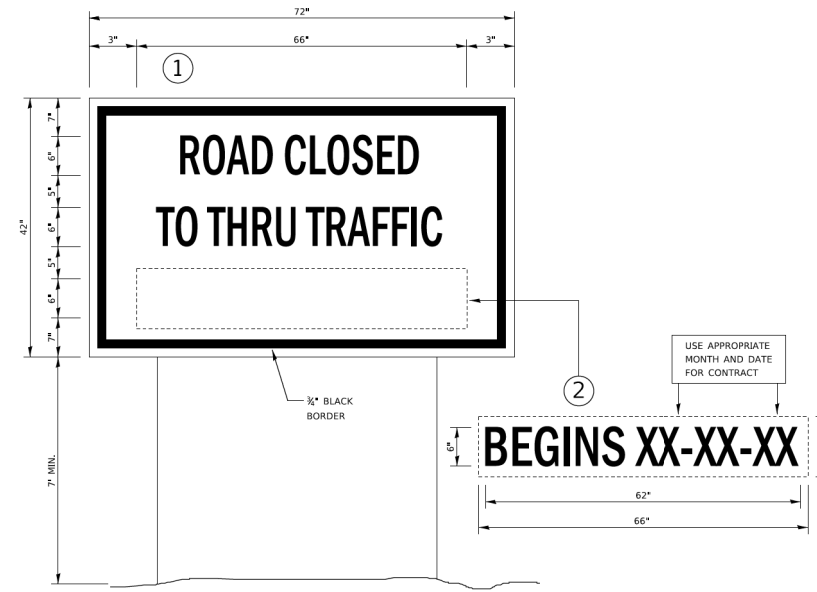 72"
3"
66"
3"
1
7"
6"
5"
6"
5"
6"
7"
42"
ROAD CLOSED
TO THRU TRAFFIC
2
¾" BLACK
BORDER
7' MIN.
USE APPROPRIATE
MONTH AND DATE
FOR CONTRACT
6"
BEGINS XX-XX-XX
62"
66"